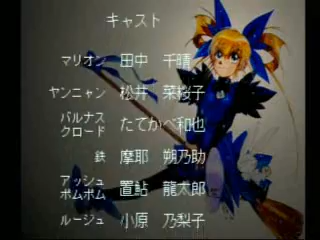 キャスト
マリオン 田中 千晴
ヤンニャン 松井 菜桜子
バルナス
クロード たてかべ和也
鉄 摩耶 朔乃助
アッシュ
ポムポム 置鮎 龍太郎
ルージュ 小原 乃梨子